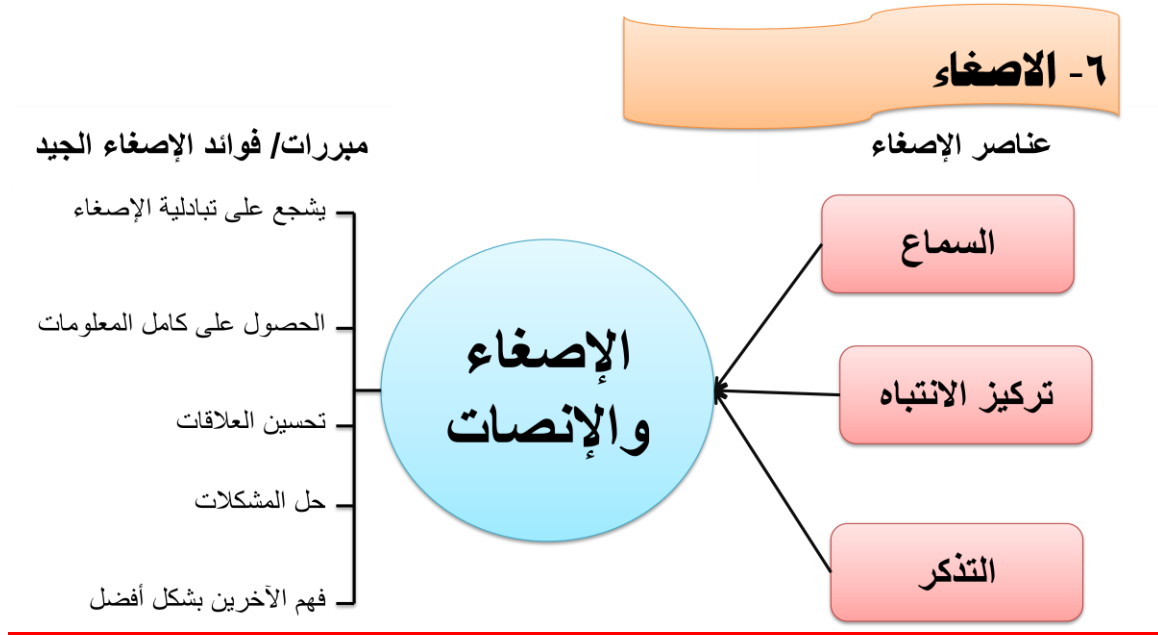 ٦- الاصغاء
عناصر الإصغاء
السماع
تركيز الانتباه
التذكر
الإصغاء
والإنصات
مبررات/ فوائد الإصغاء الجيد
يشجع على تبادلية الإصغاء
الحصول على كامل المعلومات
تحسين العلاقات
حل المشكلات
فهم الآخرين بشكل أفضل